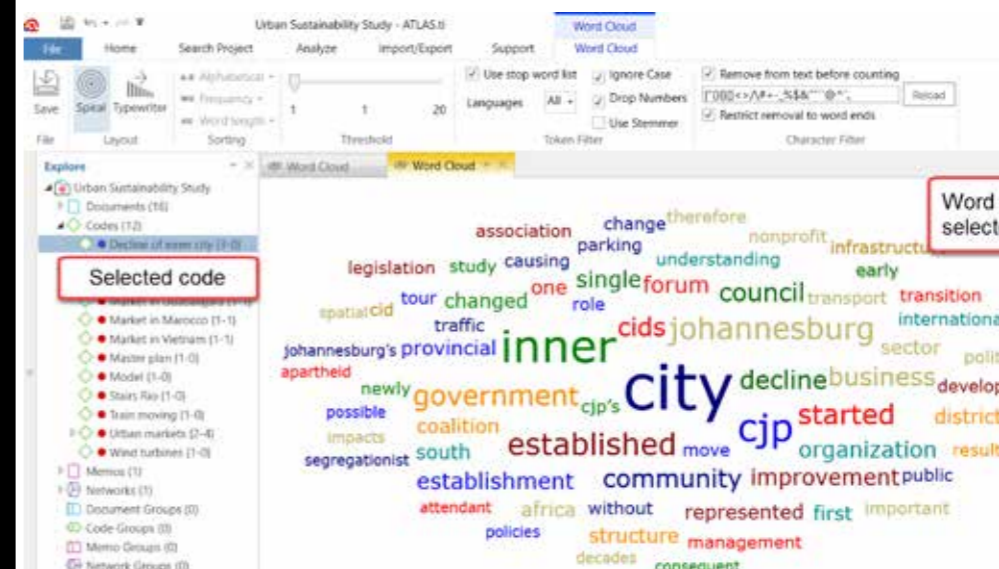 Urban Sustainability Study - ATLAS.ti
Word Cloud
File Home Search Project Analyze Import/Export Support Word Cloud
A-B Alphabetical
Use stop word list
Ignore Case
Remove from text before counting
Frequency
Languages All
Drop Numbers
Reload
Save Spiral Typewriter
Word length
1 1 20
Use Stemmer
Restrict removal to word ends
File Layout Sorting Threshold Token Filter Character Filter
Explore
Word Cloud
Word Cloud
Urban Sustainability Study
Documents (16)
Codes (12)
Decline of inner city (1-0)
Selected code
Market in Marocco (1-1)
Market in Vietnam (1-1)
Master plan (1-0)
Model (1-0)
Stairs Rio (1-0)
Train moving (1-0)
Urban markets (2-4)
Wind turbines (1-0)
Memos (1)
Networks (1)
Document Groups (0)
Code Groups (0)
Memo Groups (0)
Network Groups (0)
Word
select
association change therefore
parking nonprofit infrastructu
legislation study causing understanding
early
one single forum council transport transition
spatial cid tour changed role
traffic cids johannesburg internationa
johannesburg's provincial inner sector polit
apartheid
newly city decline business develop
possible government cjp's
coalition cjp started district
impacts
segregationist south established move organization result
establishment community improvement public
attendant africa without represented first important
policies structure management
decades consequent